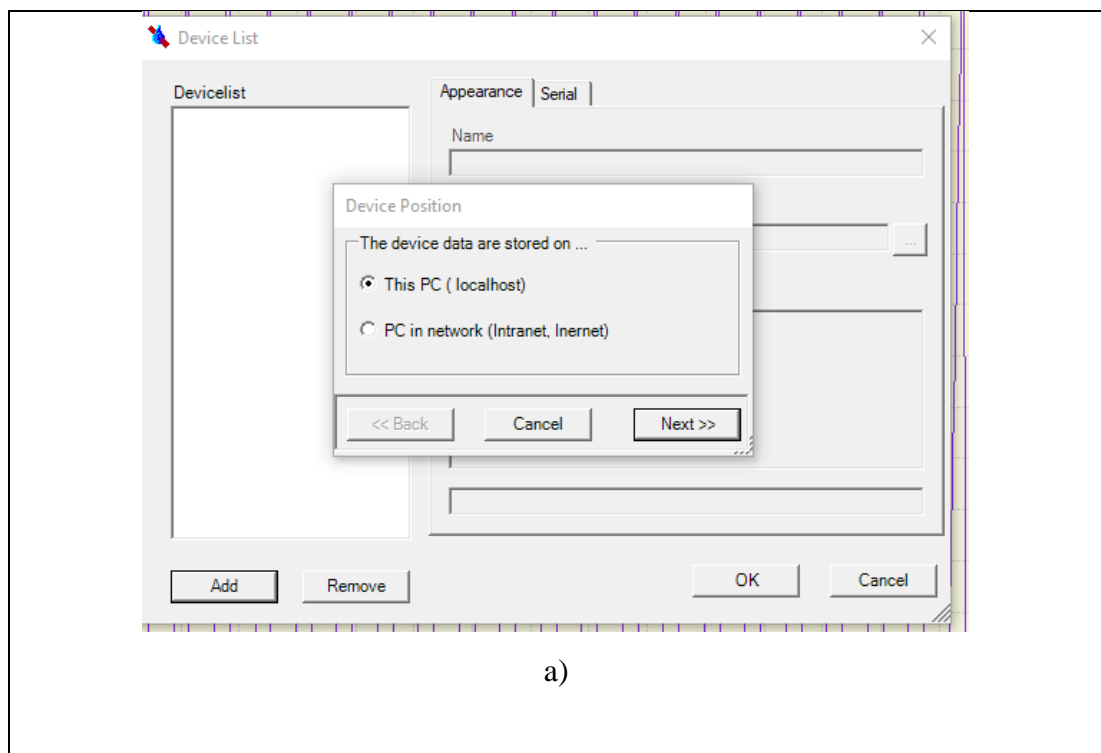 Device List
Devicelist
Appearance
Serial
Name
Device Position
The device data are stored on ...
This PC ( localhost)
PC in network (Intranet, Inernet)
...
<< Back
Cancel
Next >>
Add
Remove
OK
Cancel
a)